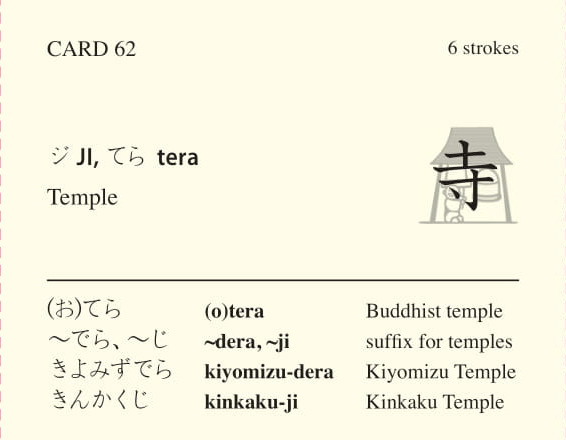 CARD 62 6 strokes
ジ JI, てら tera
寺
Temple
(お)てら (o)tera Buddhist temple
〜でら、〜じ ~dera, ~ji suffix for temples
きよみずでら kiyomizu-dera Kiyomizu Temple
きんかくじ kinkaku-ji Kinkaku Temple